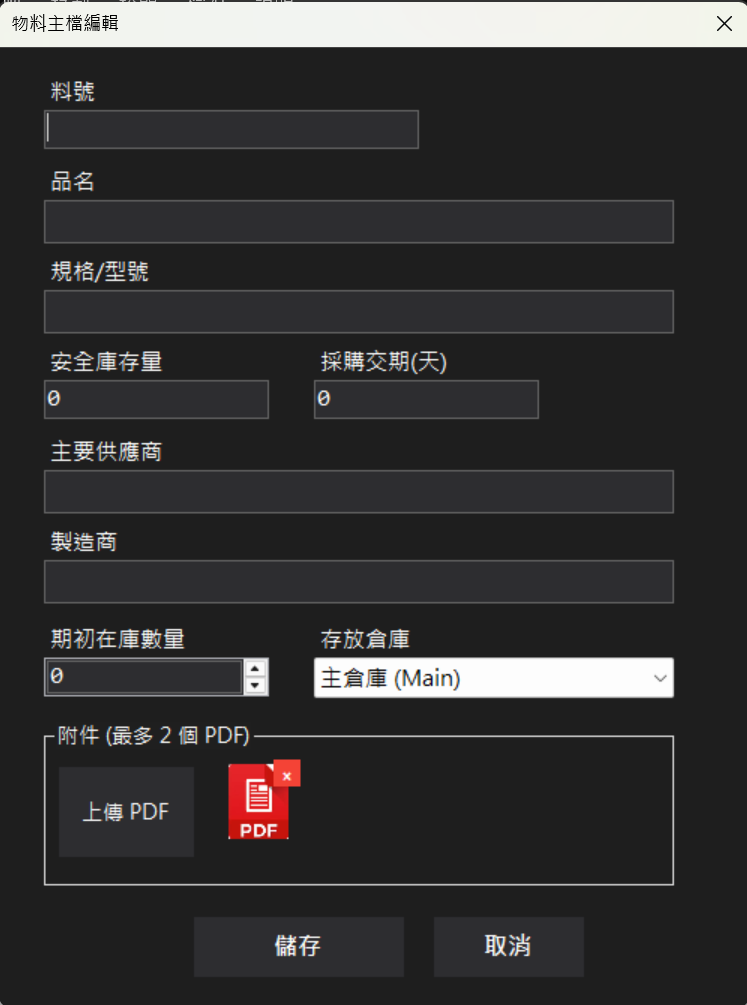 物料主檔編輯
料號
品名
規格/型號
安全庫存量 採購交期(天)
0 0
主要供應商
製造商
期初在庫數量 存放倉庫
0 主倉庫 (Main)
附件 (最多 2 個 PDF)
上傳 PDF
×
PDF
儲存 取消